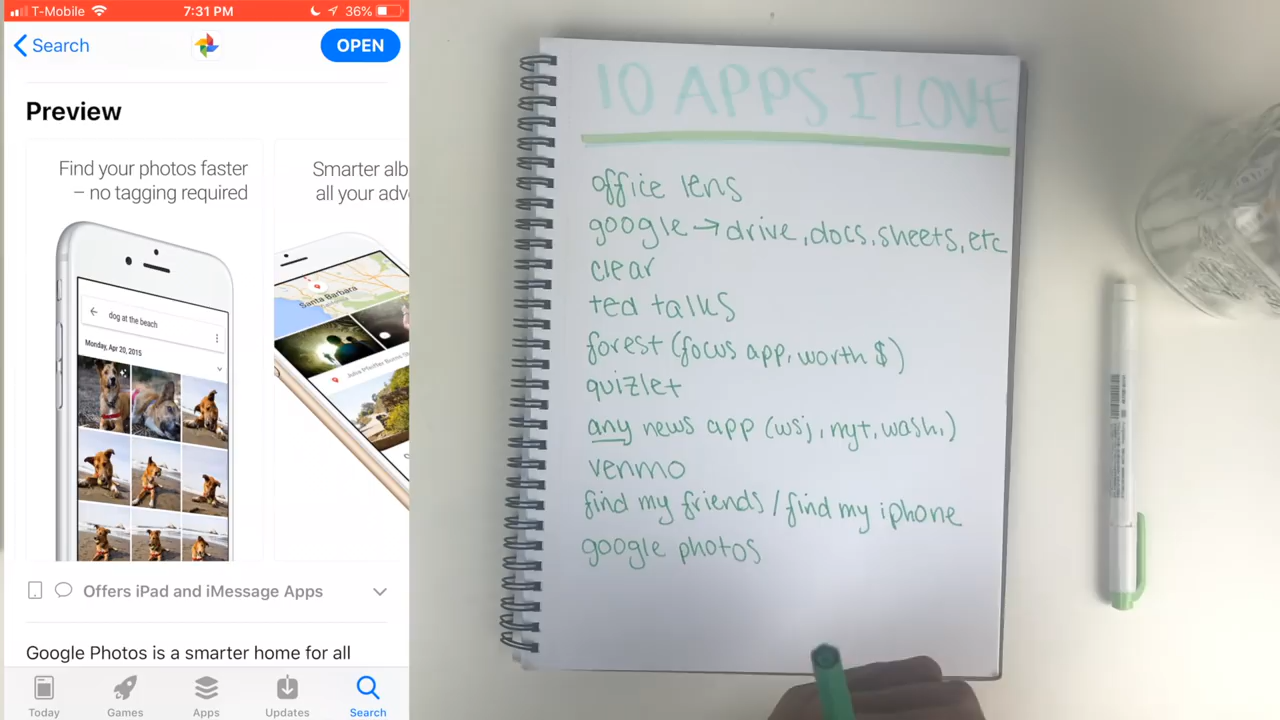 T-Mobile
7:31 PM
36%
Search
OPEN
Preview
Find your photos faster
– no tagging required
Smarter alb
all your adv
dog at the beach
Monday, Apr 20, 2015
Santa Barbara
Offers iPad and iMessage Apps
Google Photos is a smarter home for all
Today
Games
Apps
Updates
Search
10 APPS I LOVE
office lens
google → drive, docs, sheets, etc
clear
ted talks
forest (focus app, worth $)
quizlet
any news app (wsj, nyt, wash.)
venmo
find my friends / find my iphone
google photos